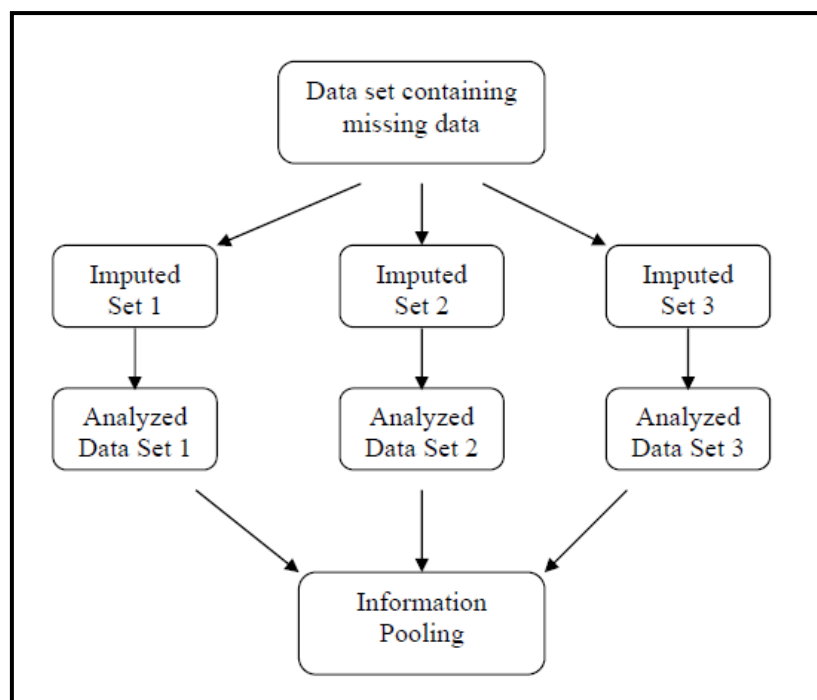 Data set containing
missing data
Imputed
Set 1
Imputed
Set 2
Imputed
Set 3
Analyzed
Data Set 1
Analyzed
Data Set 2
Analyzed
Data Set 3
Information
Pooling